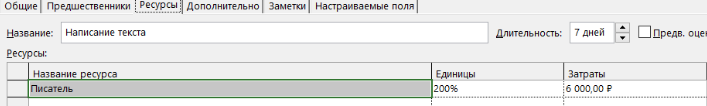 Общие Предшественники Ресурсы Дополнительно Заметки Настраиваемые поля
Название: Написание текста Длительность: 7 дней Предв. оцен
Ресурсы:
Название ресурса Единицы Затраты
Писатель 200% 6 000,00 ₽